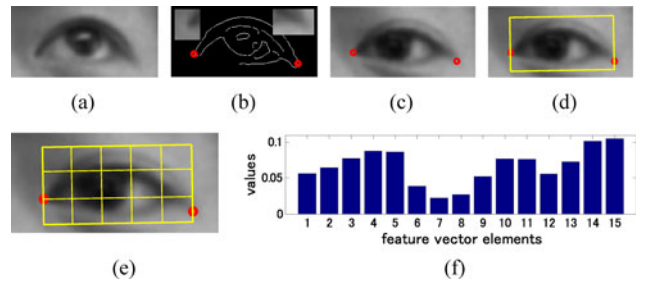 (a)
(b)
(c)
(d)
0.1
0.05
0
values
1 2 3 4 5 6 7 8 9 10 11 12 13 14 15
feature vector elements
(e)
(f)